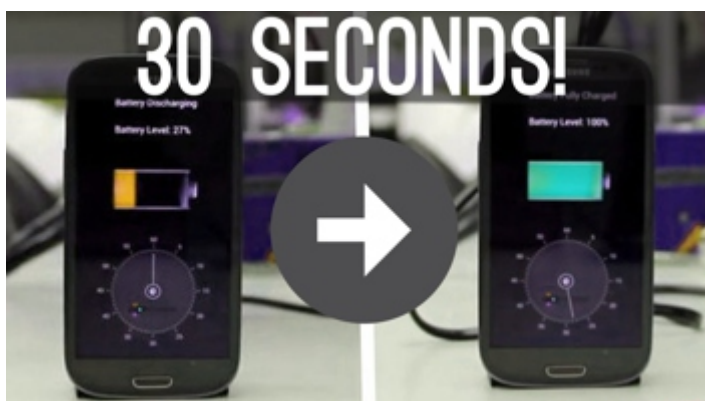 30 SECONDS!
Battery Discharging
Battery Level: 27%
Fully Charged
Battery Level: 100%